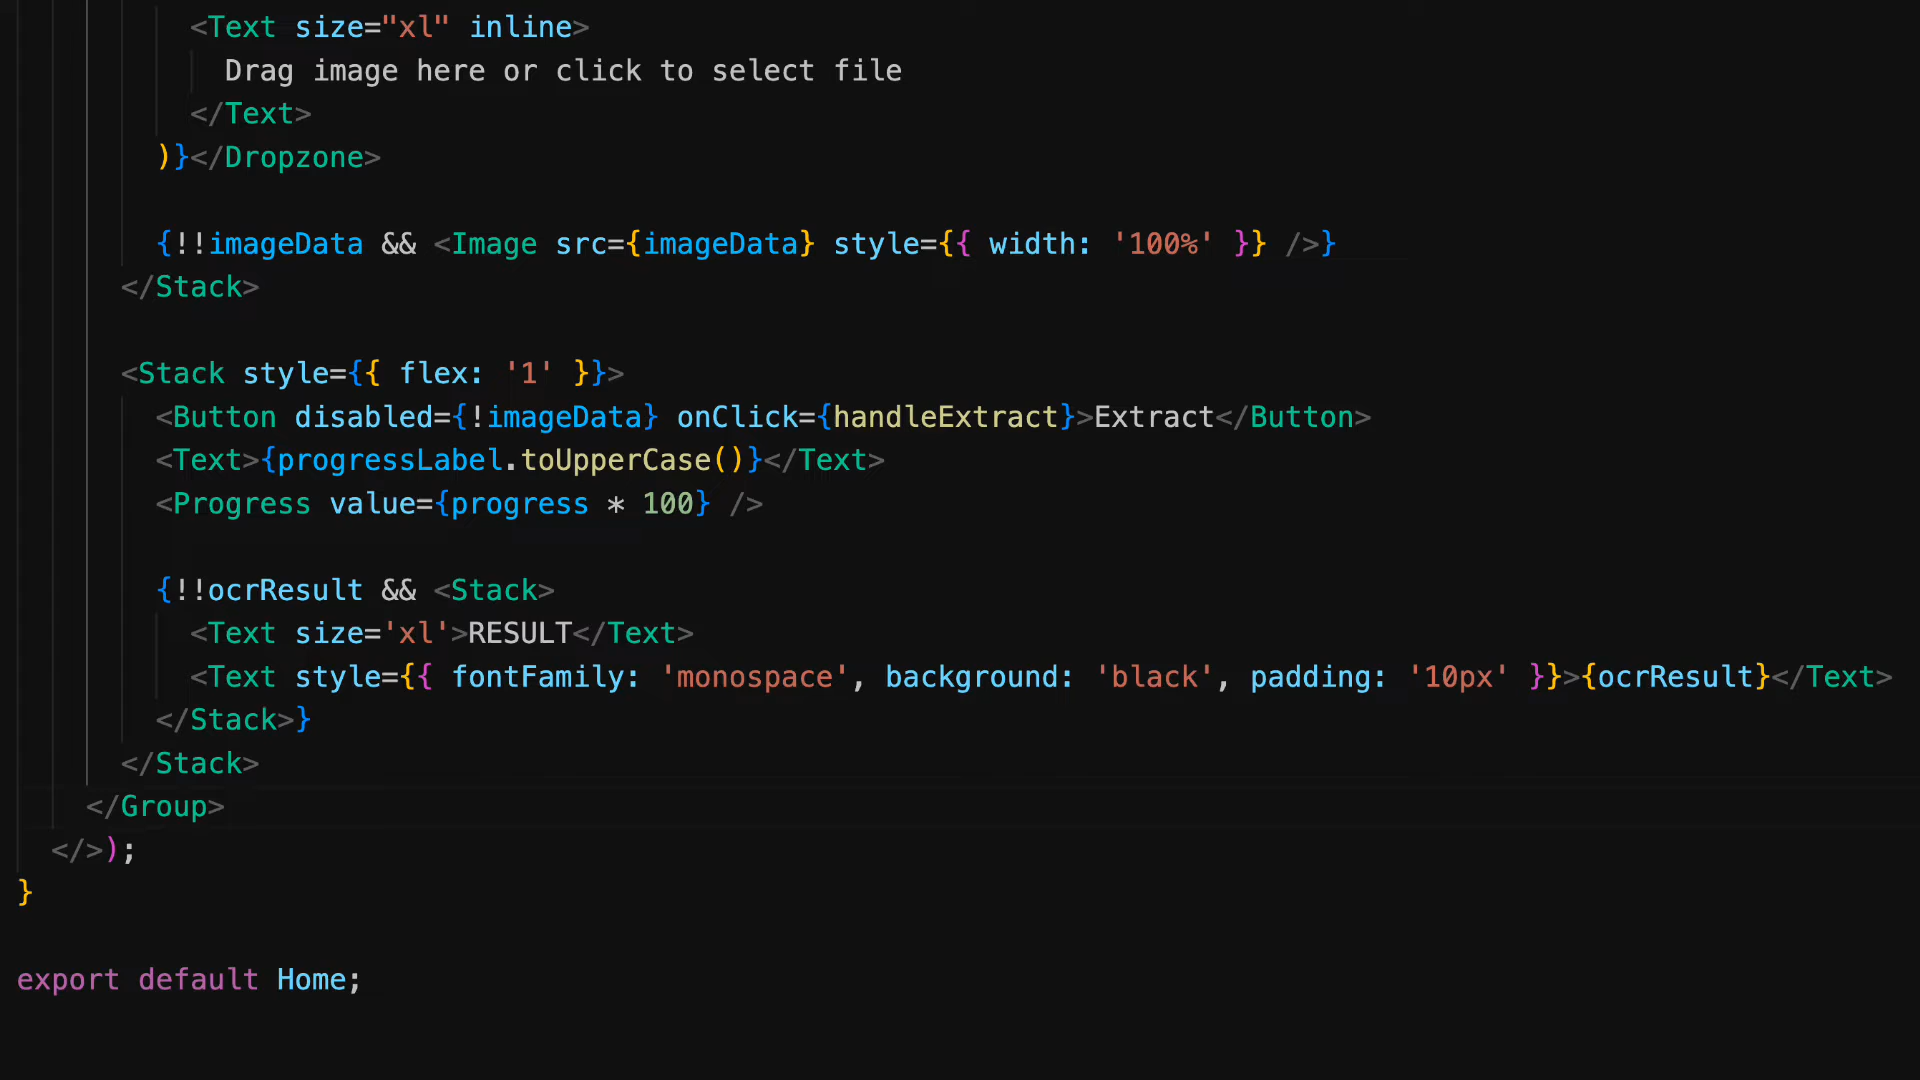 <Text size="xl" inline>
Drag image here or click to select file
</Text>
)}</Dropzone>
{!!imageData && <Image src={imageData} style={{ width: '100%' }} />}
</Stack>
<Stack style={{ flex: '1' }}>
<Button disabled={!imageData} onClick={handleExtract}>Extract</Button>
<Text>{progressLabel.toUpperCase()}</Text>
<Progress value={progress * 100} />
{!!ocrResult && <Stack>
<Text size='xl'>RESULT</Text>
<Text style={{ fontFamily: 'monospace', background: 'black', padding: '10px' }}>{ocrResult}</Text>
</Stack>}
</Stack>
</Group>
</>);
}
export default Home;